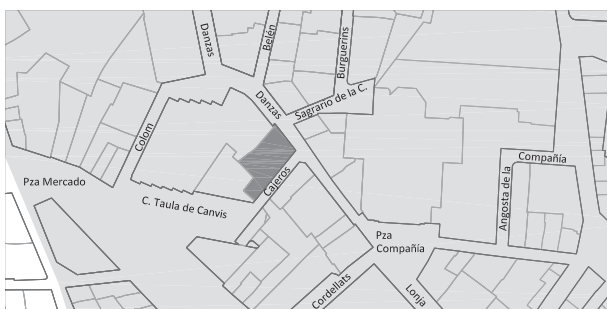 Danzas
Belén
Burguerins
Danzas
Sagrario de la C.
Colom
Cajeros
Compañía
Angosta de la
Pza Mercado
C. Taula de Canvis
Pza
Compañía
Cordellats
Lonja